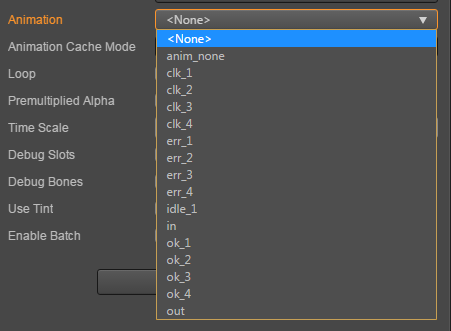 Animation
<None>
Animation Cache Mode
Loop
Premultiplied Alpha
Time Scale
Debug Slots
Debug Bones
Use Tint
Enable Batch
<None>
anim_none
clk_1
clk_2
clk_3
clk_4
err_1
err_2
err_3
err_4
idle_1
in
ok_1
ok_2
ok_3
ok_4
out